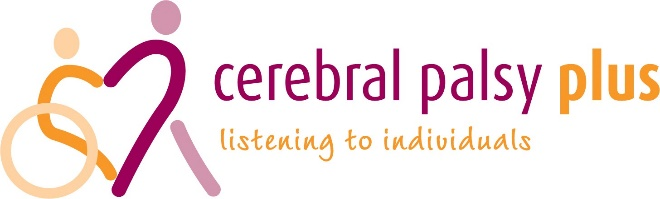 cerebral palsy plus
listening to individuals